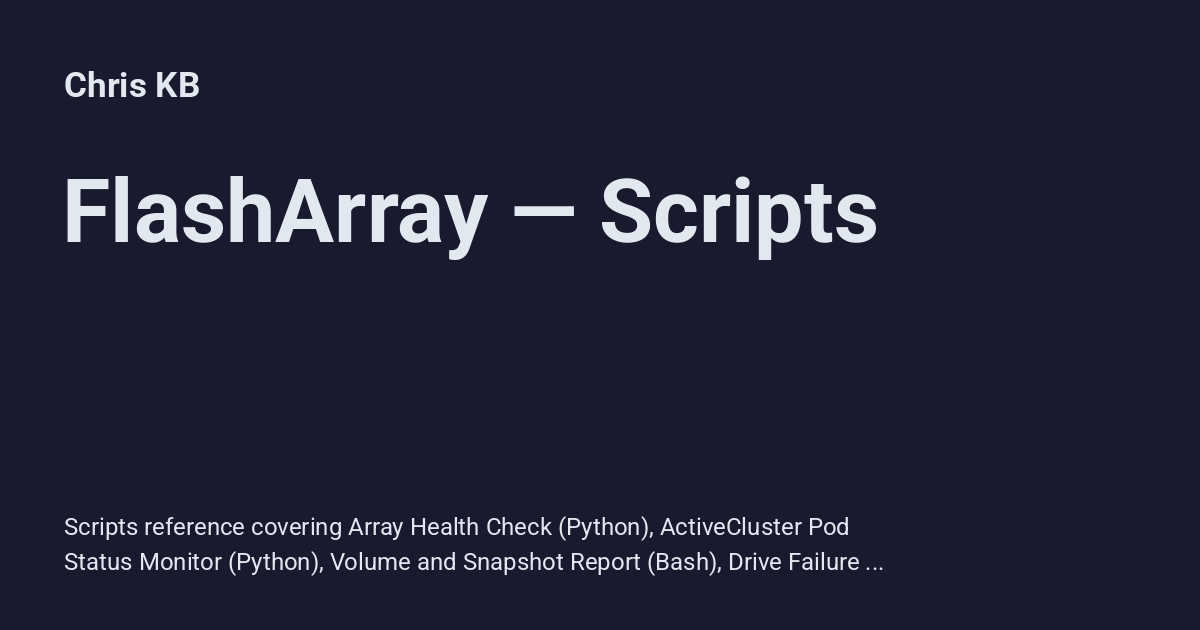 Chris KB
FlashArray — Scripts
Scripts reference covering Array Health Check (Python), ActiveCluster Pod
Status Monitor (Python), Volume and Snapshot Report (Bash), Drive Failure ...